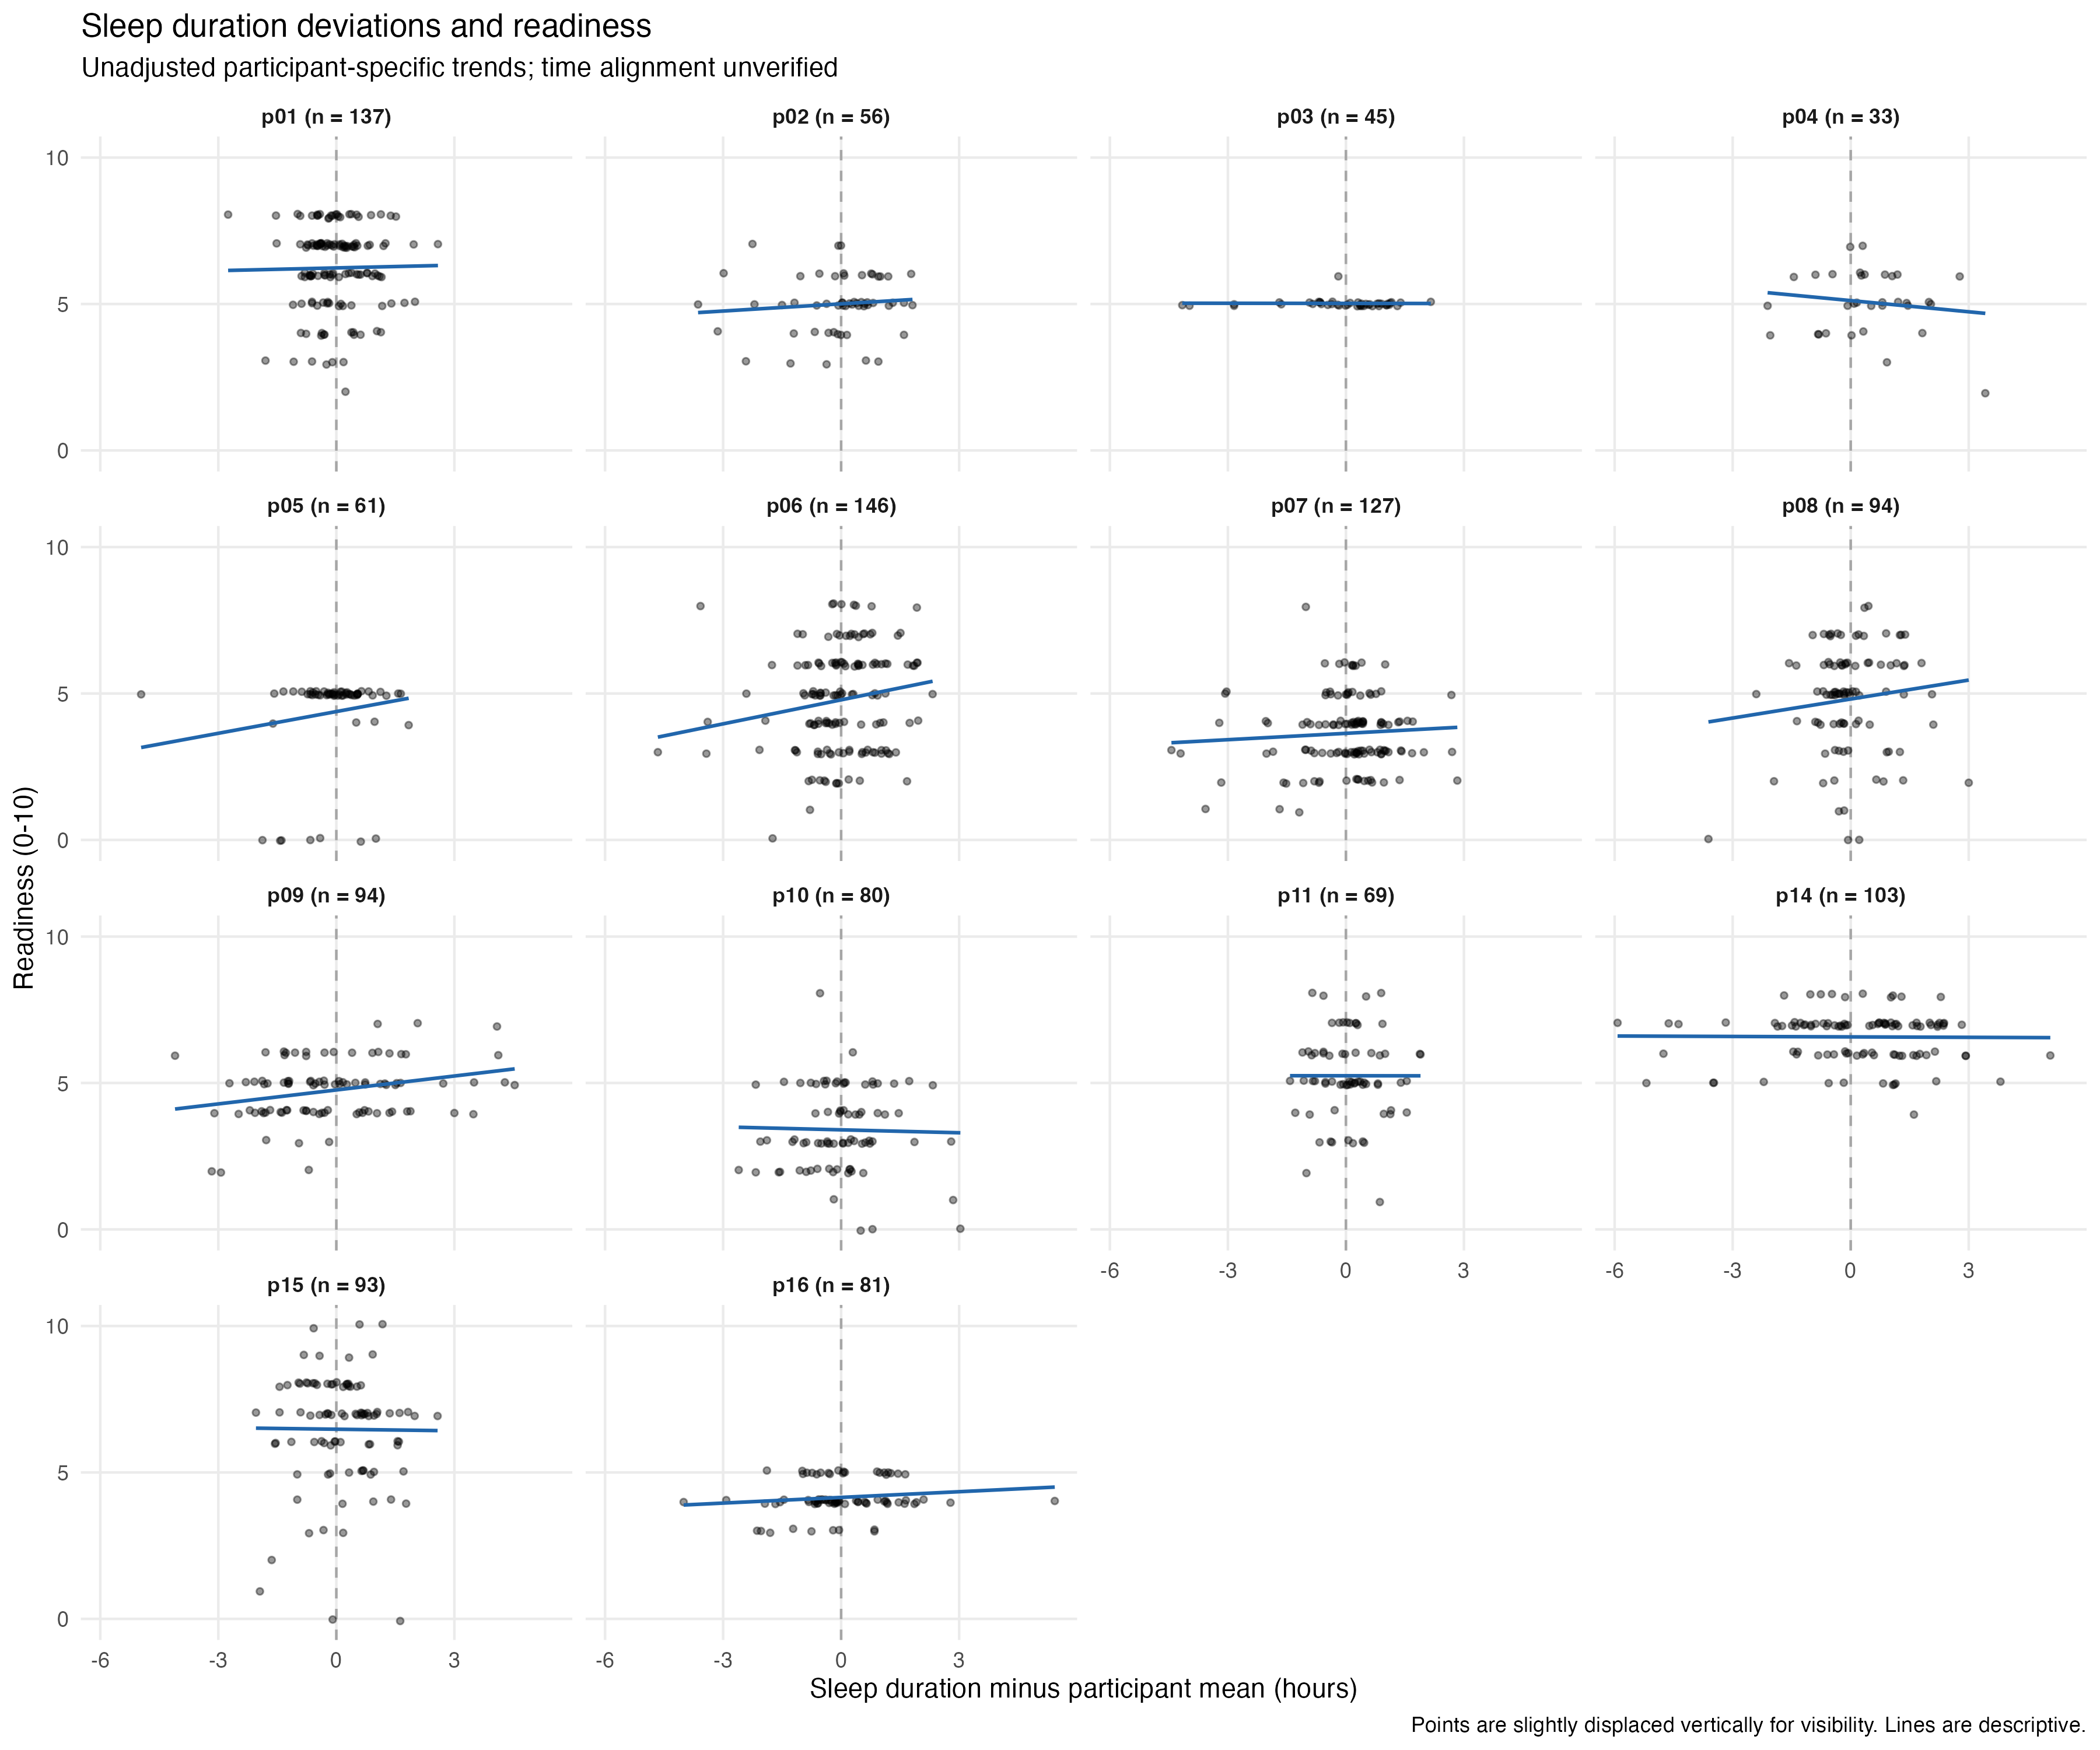 Sleep duration deviations and readiness
Unadjusted participant-specific trends; time alignment unverified
p01 (n = 137)
p02 (n = 56)
p03 (n = 45)
p04 (n = 33)
10
5
0
p05 (n = 61)
p06 (n = 146)
p07 (n = 127)
p08 (n = 94)
10
5
0
Readiness (0-10)
p09 (n = 94)
p10 (n = 80)
p11 (n = 69)
p14 (n = 103)
10
5
0
-6 -3 0 3
-6 -3 0 3
p15 (n = 93)
p16 (n = 81)
10
5
0
-6 -3 0 3
-6 -3 0 3
Sleep duration minus participant mean (hours)
Points are slightly displaced vertically for visibility. Lines are descriptive.